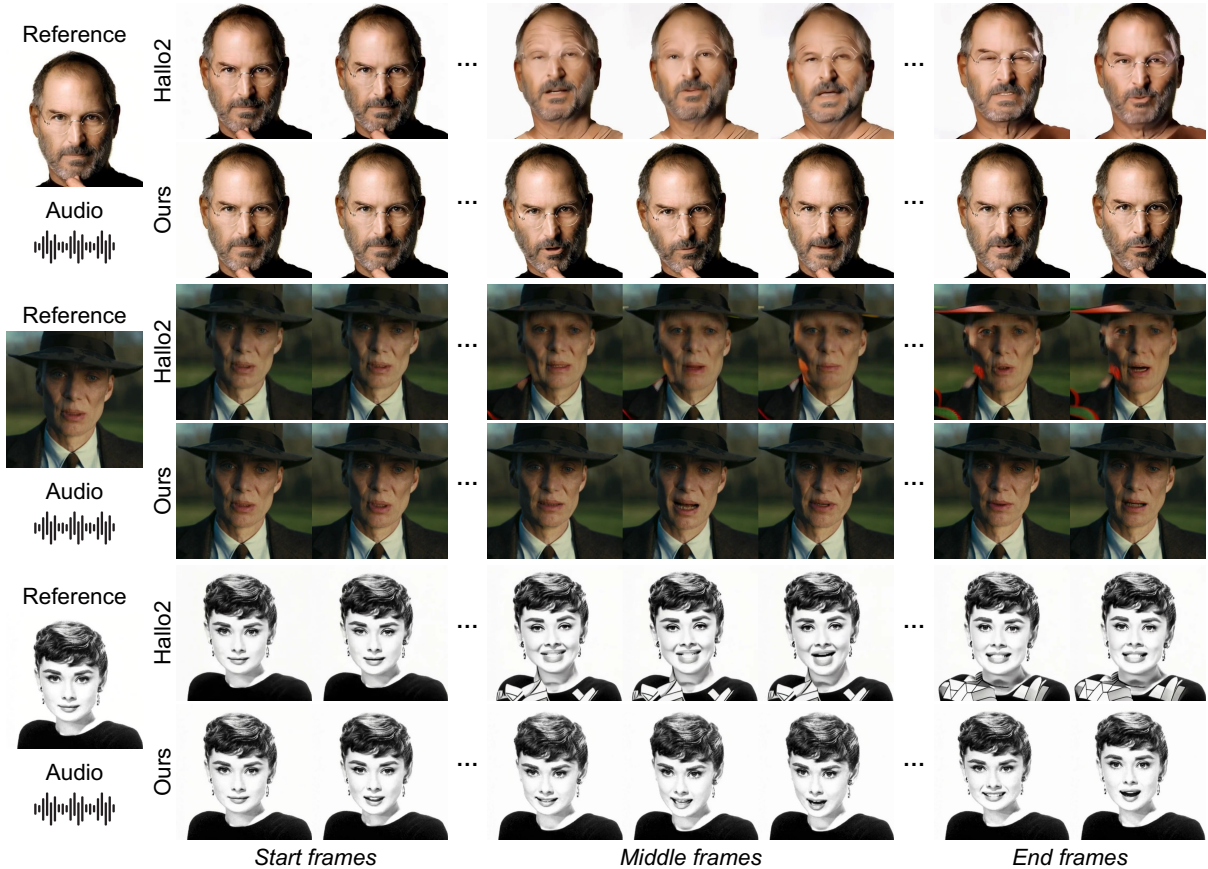 Reference
Audio
Hallo2
...
...
Ours
...
...
Reference
Audio
Hallo2
...
...
Ours
...
...
Reference
Audio
Hallo2
...
...
Ours
...
...
Start frames
Middle frames
End frames